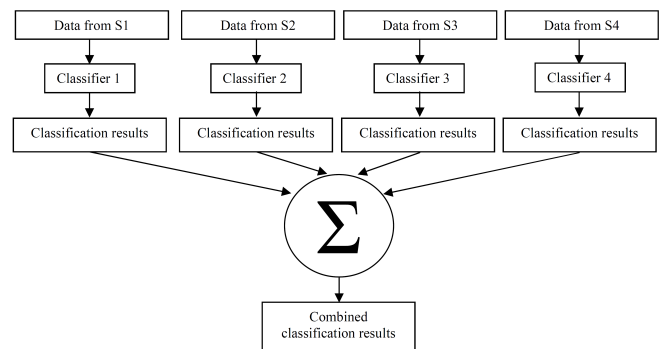 Data from S1
Data from S2
Data from S3
Data from S4
Classifier 1
Classifier 2
Classifier 3
Classifier 4
Classification results
Classification results
Classification results
Classification results
Σ
Combined
classification results